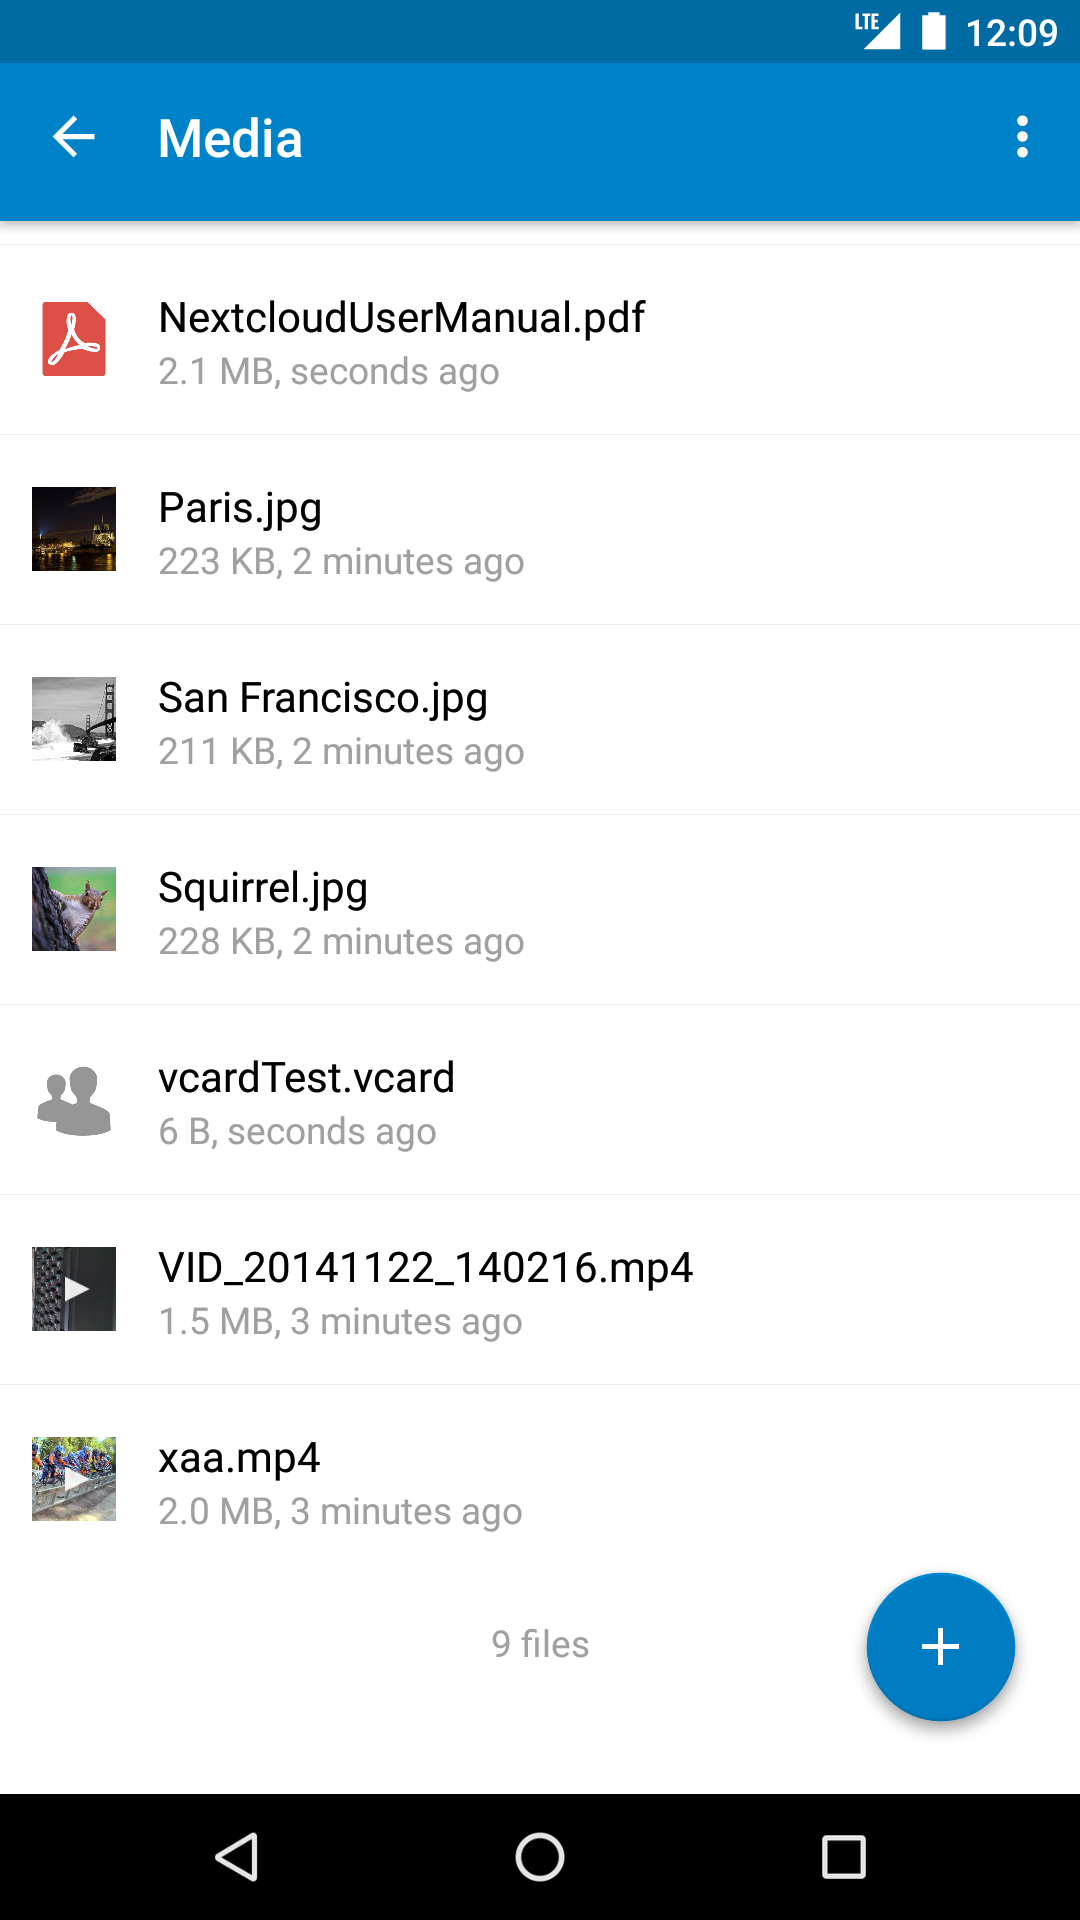 LTE 12:09
Media
NextcloudUserManual.pdf
2.1 MB, seconds ago
Paris.jpg
223 KB, 2 minutes ago
San Francisco.jpg
211 KB, 2 minutes ago
Squirrel.jpg
228 KB, 2 minutes ago
vcardTest.vcard
6 B, seconds ago
VID_20141122_140216.mp4
1.5 MB, 3 minutes ago
xaa.mp4
2.0 MB, 3 minutes ago
9 files